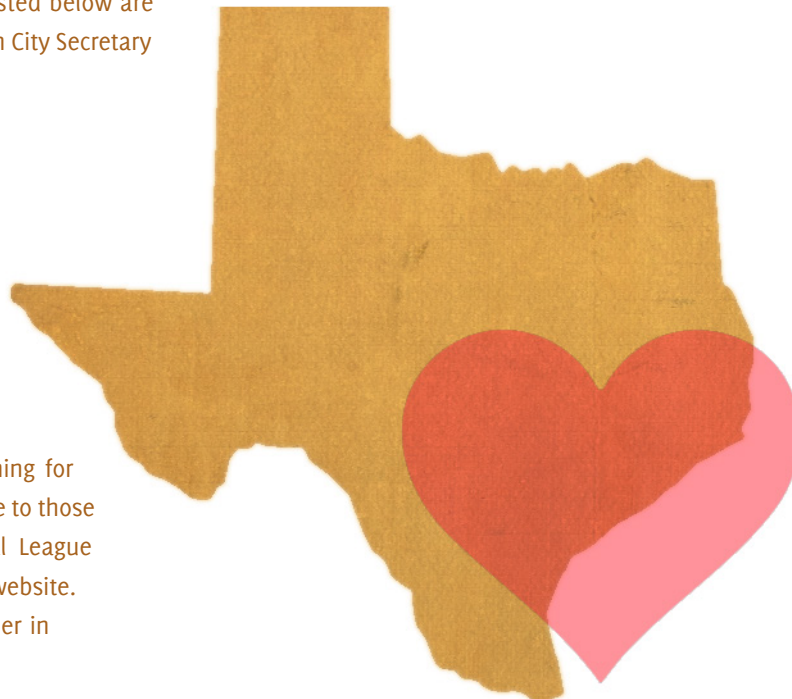 sted below are
City Secretary
ning for
e to those
l League
website.
er in